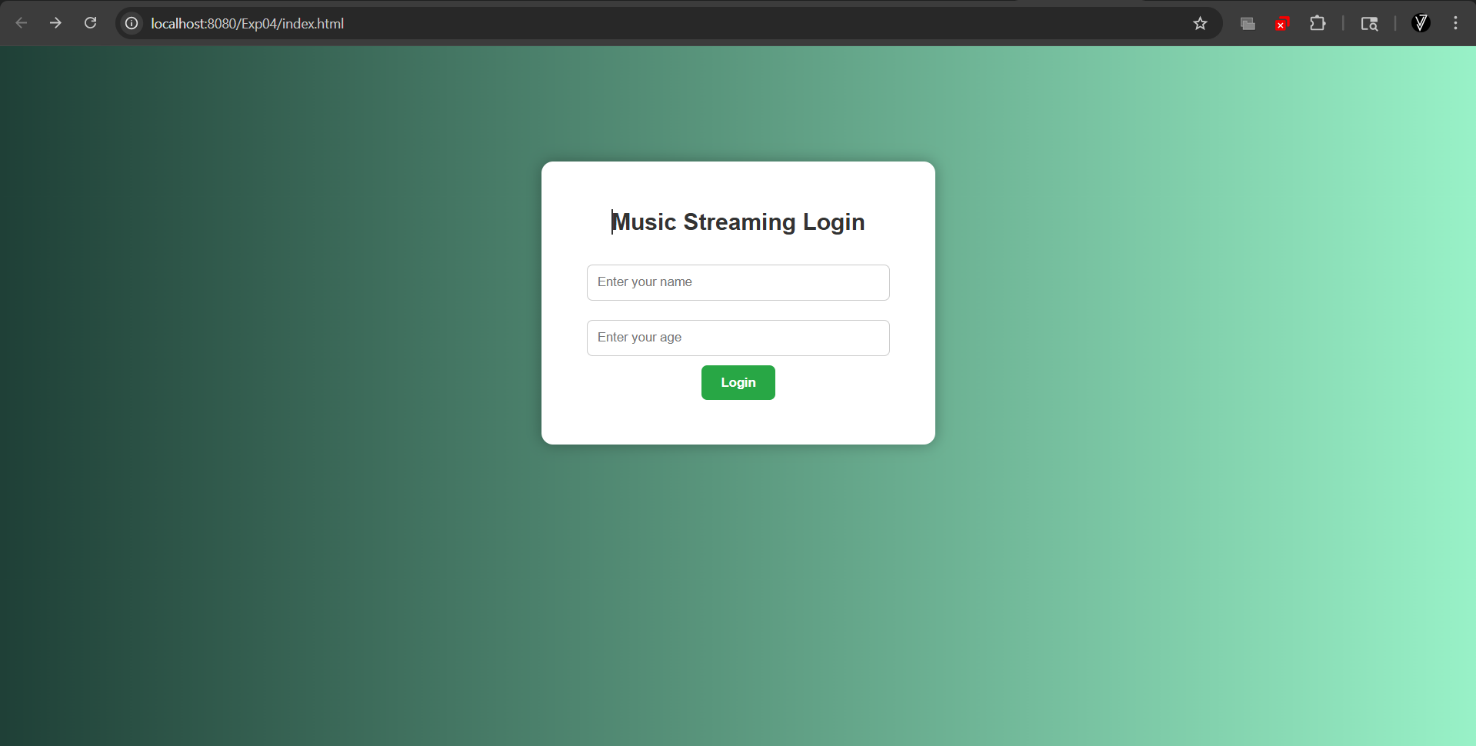 localhost:8080/Exp04/index.html
Music Streaming Login
Enter your name
Enter your age
Login